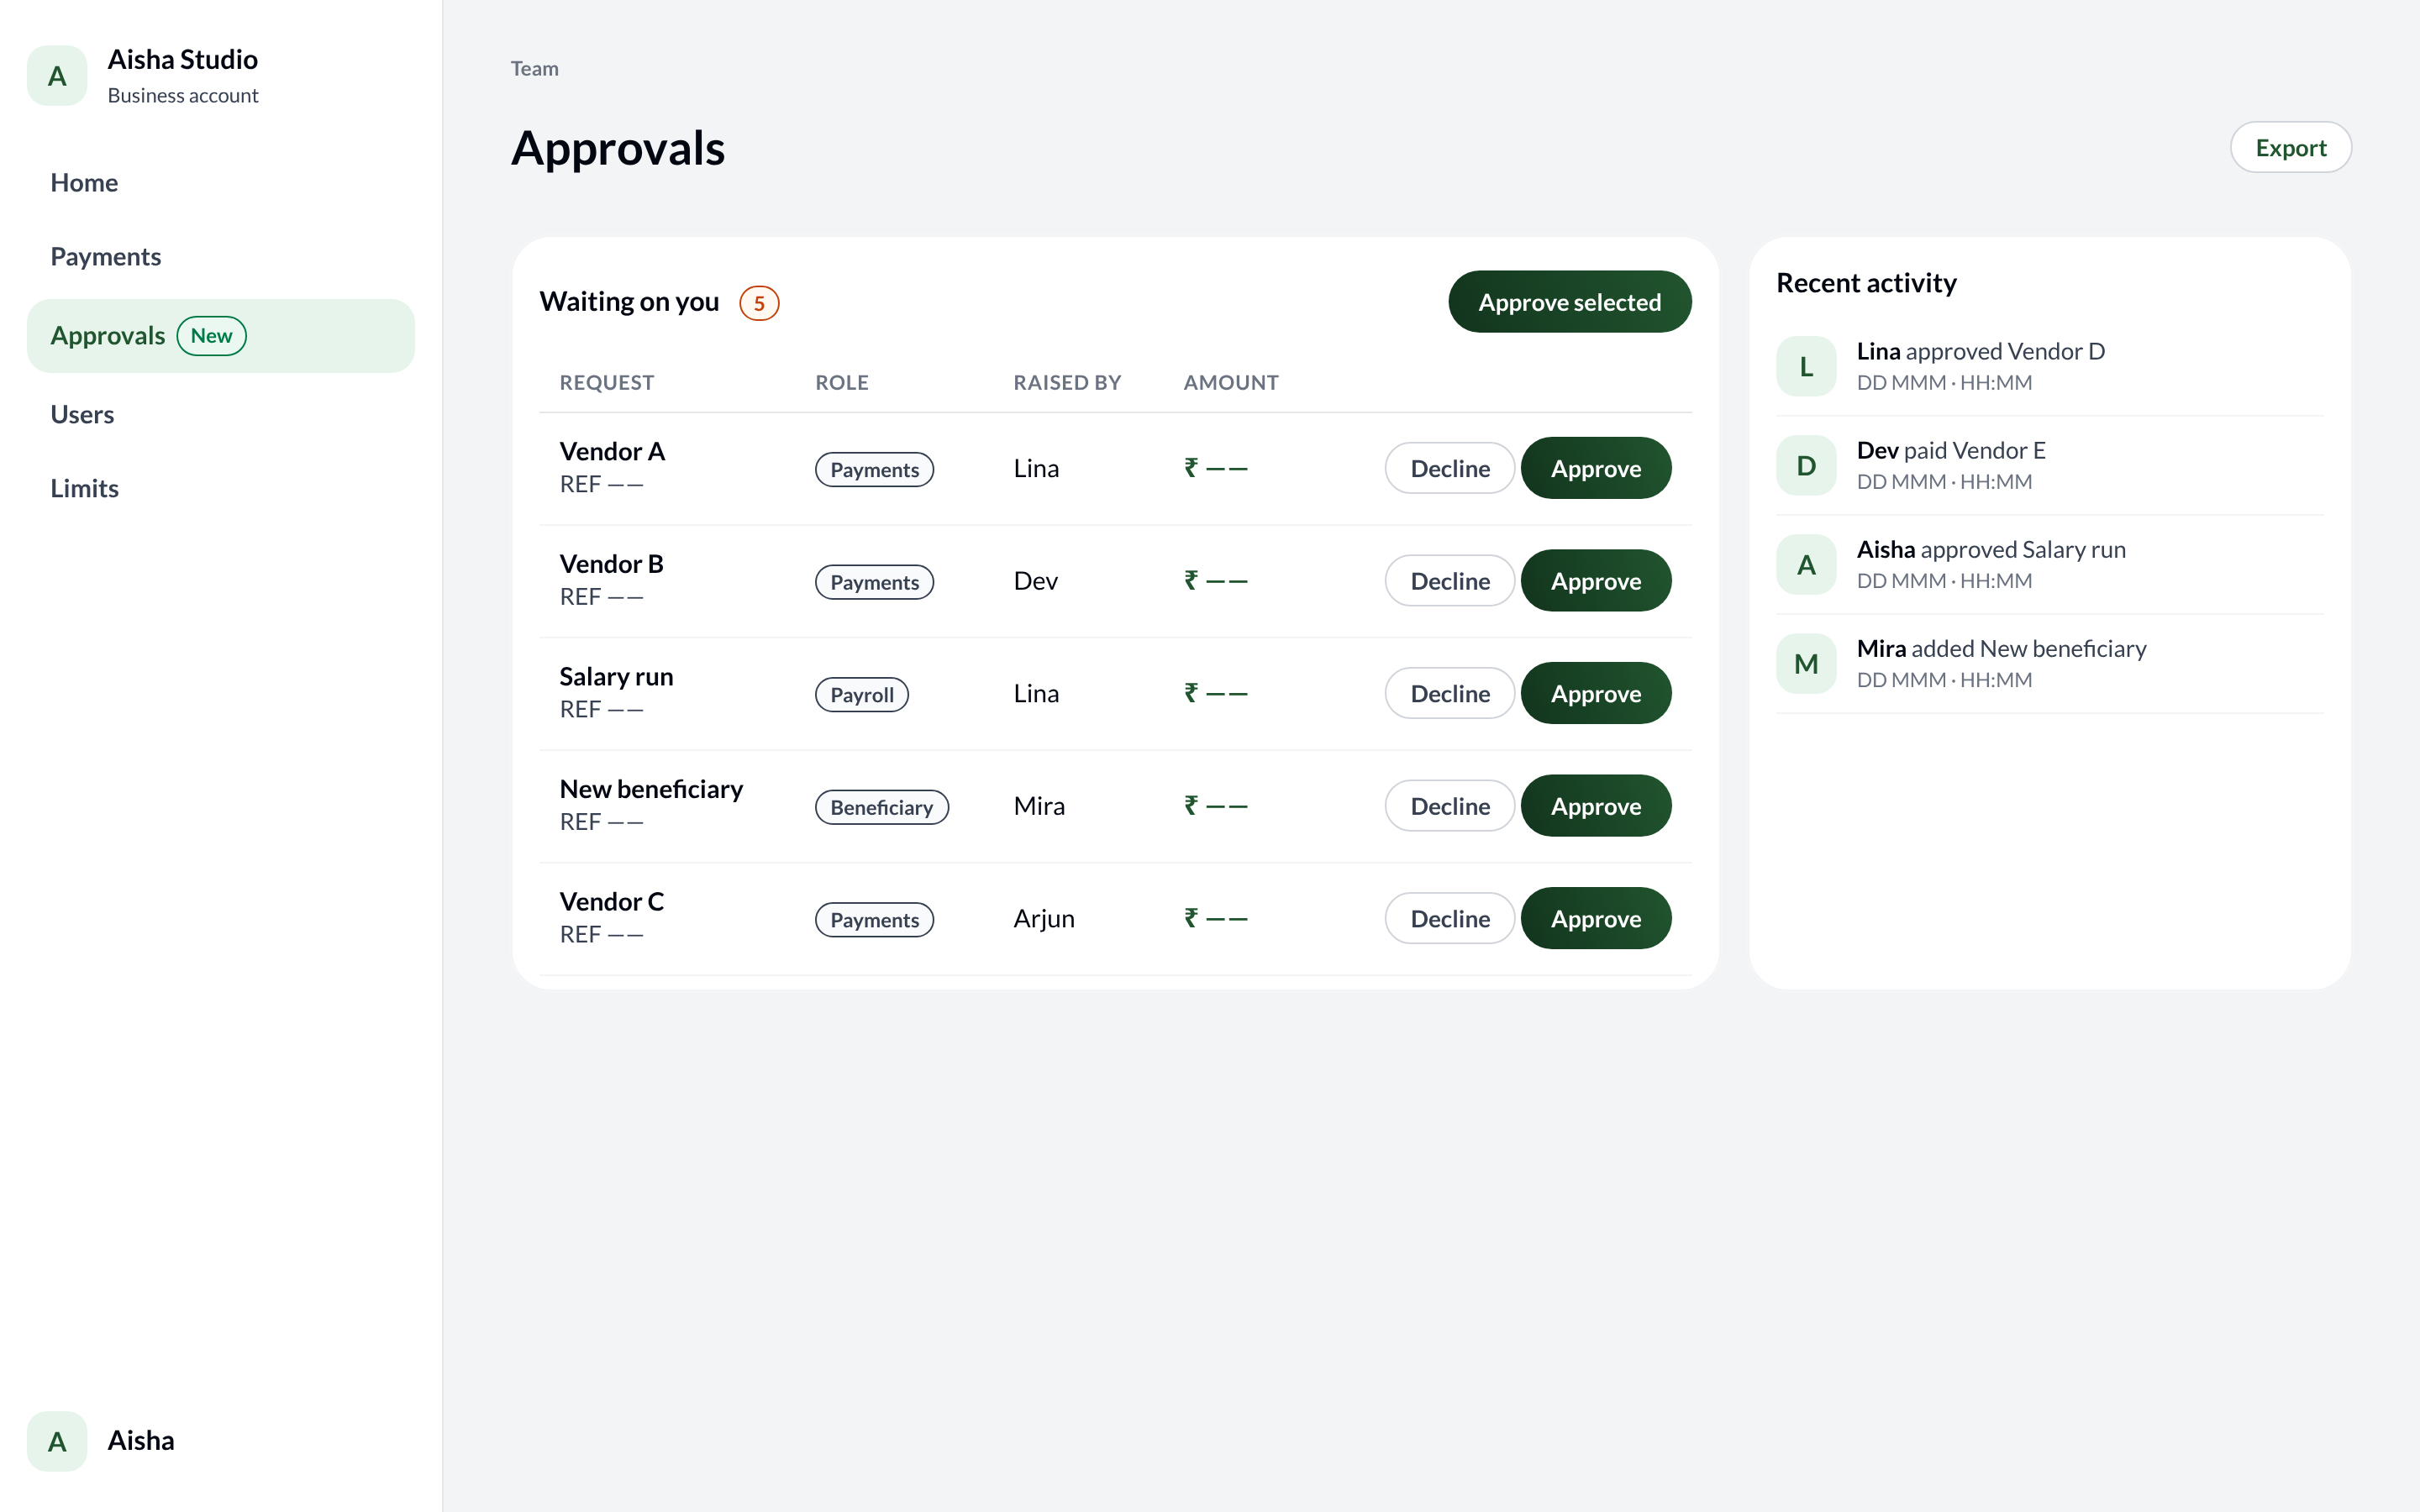 A
Aisha Studio
Business account
Home
Payments
Approvals New
Users
Limits
A Aisha
Team
Approvals
Export
Waiting on you 5
Approve selected
REQUEST ROLE RAISED BY AMOUNT
Vendor A
REF —— Payments Lina ₹ —— Decline Approve
Vendor B
REF —— Payments Dev ₹ —— Decline Approve
Salary run
REF —— Payroll Lina ₹ —— Decline Approve
New beneficiary
REF —— Beneficiary Mira ₹ —— Decline Approve
Vendor C
REF —— Payments Arjun ₹ —— Decline Approve
Recent activity
L
Lina approved Vendor D
DD MMM · HH:MM
D
Dev paid Vendor E
DD MMM · HH:MM
A
Aisha approved Salary run
DD MMM · HH:MM
M
Mira added New beneficiary
DD MMM · HH:MM